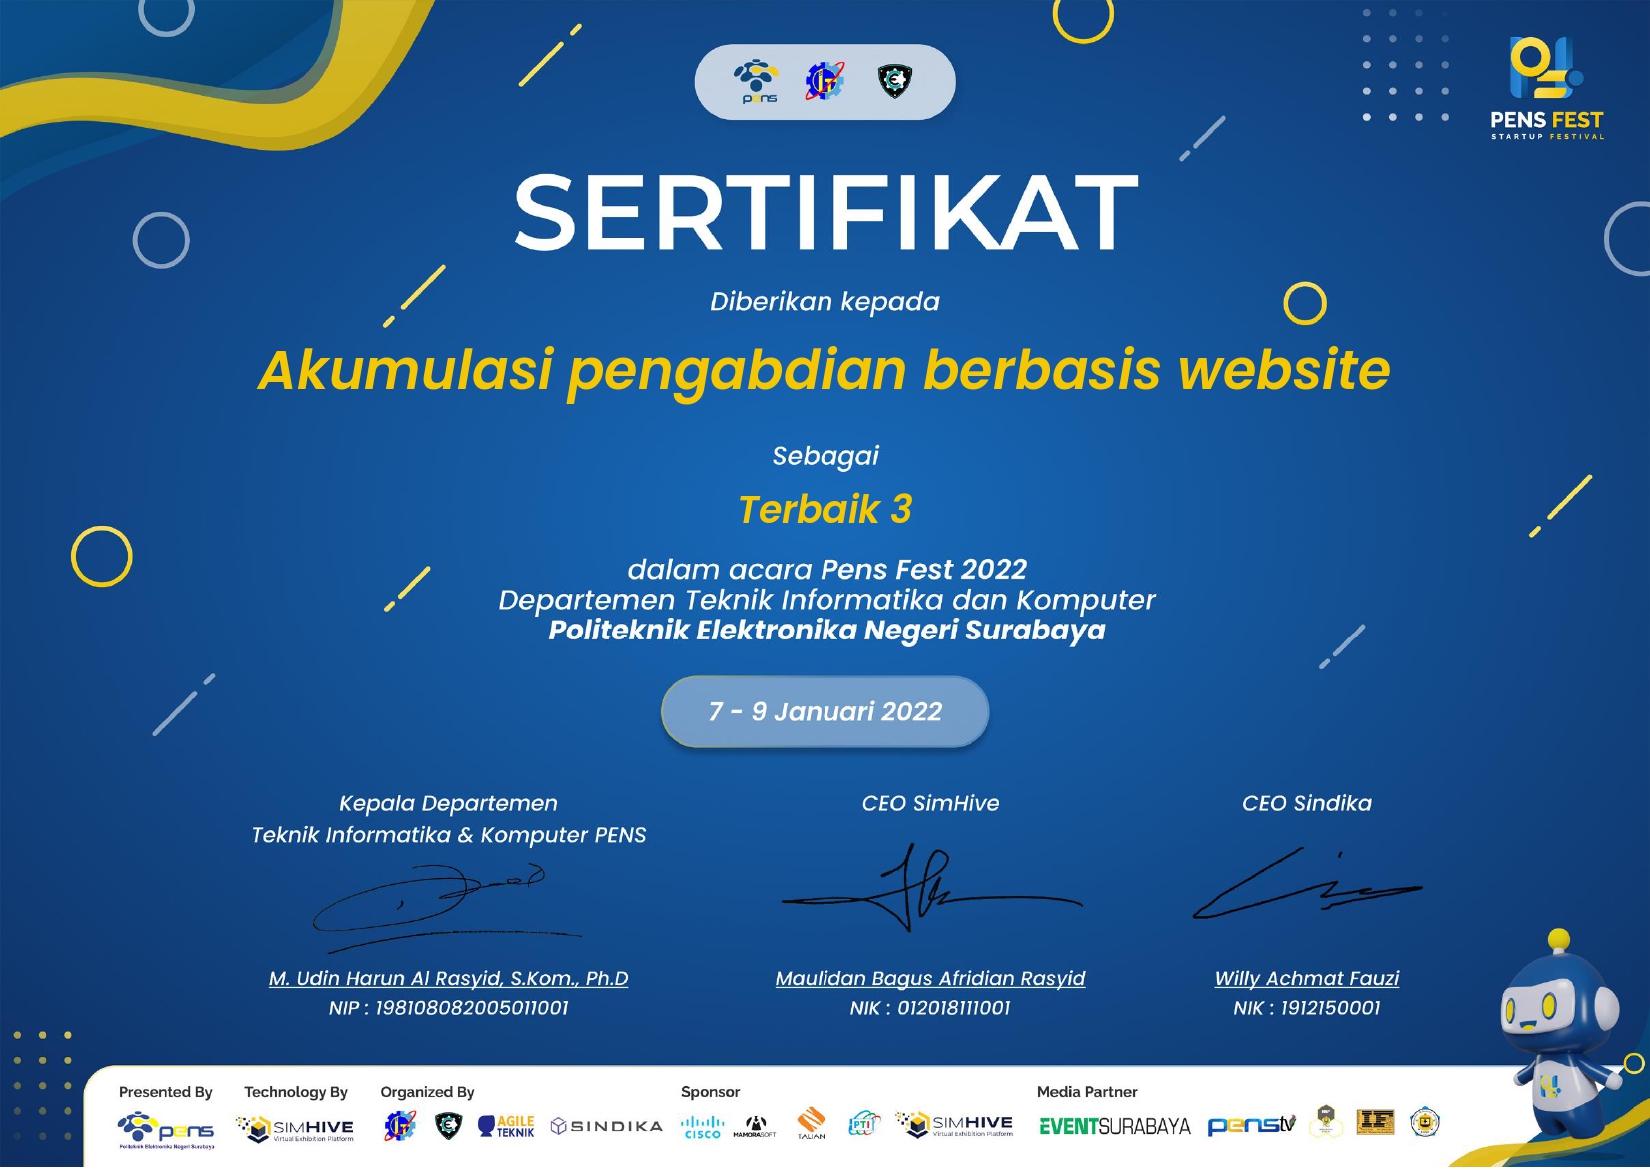 pens
PENS FEST
STARTUP FESTIVAL
SERTIFIKAT
Diberikan kepada
Akumulasi pengabdian berbasis website
Sebagai
Terbaik 3
dalam acara Pens Fest 2022
Departemen Teknik Informatika dan Komputer
Politeknik Elektronika Negeri Surabaya
7 - 9 Januari 2022
Kepala Departemen
Teknik Informatika & Komputer PENS
M. Udin Harun Al Rasyid, S.Kom., Ph.D
NIP : 198108082005011001
CEO SimHive
Maulidan Bagus Afridian Rasyid
NIK : 012018111001
CEO Sindika
Willy Achmat Fauzi
NIK : 1912150001
Presented By
pens
Politeknik Elektronika Negeri Surabaya
Technology By
SIMHIVE
Virtual Exhibition Platform
Organized By
AGILE
TEKNIK
SINDIKA
Sponsor
CISCO
MAMORASOFT
TALIAN
PTI
SIMHIVE
Virtual Exhibition Platform
Media Partner
EVENTSURABAYA
penstv
IF